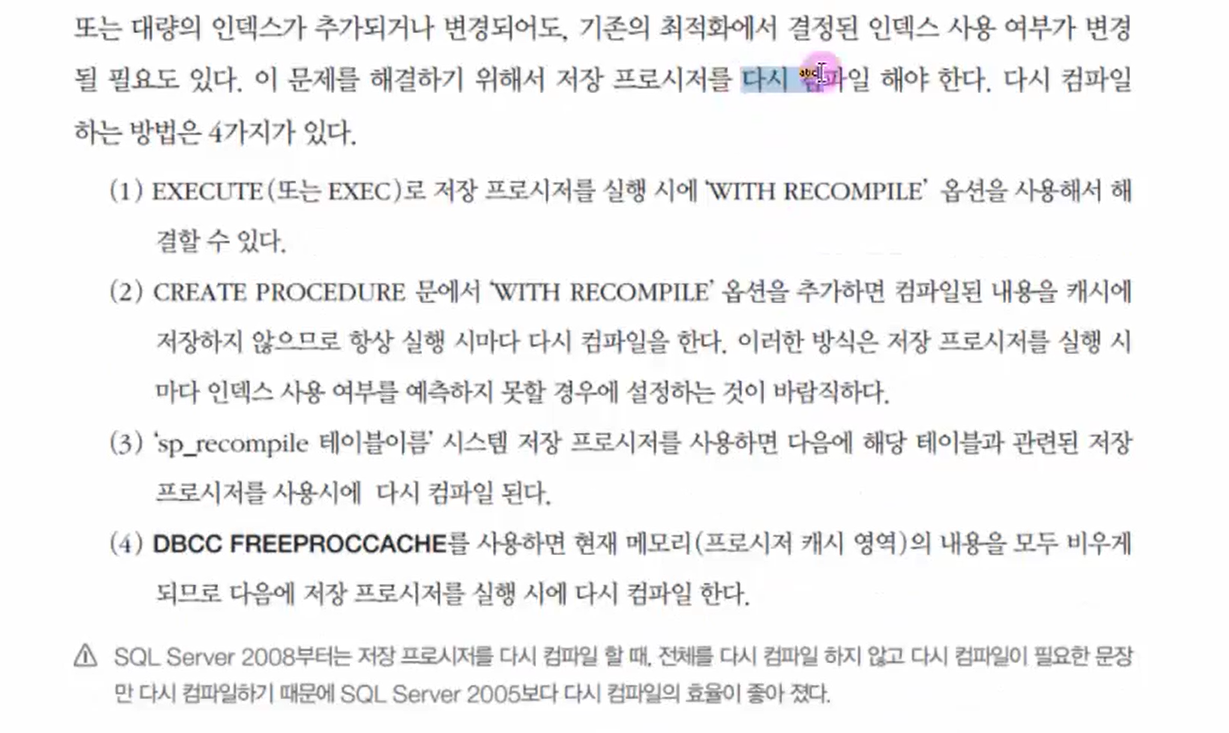 또는 대량의 인덱스가 추가되거나 변경되어도, 기존의 최적화에서 결정된 인덱스 사용 여부가 변경
될 필요도 있다. 이 문제를 해결하기 위해서 저장 프로시저를 다시 컴파일 해야 한다. 다시 컴파일
하는 방법은 4가지가 있다.
(1) EXECUTE(또는 EXEC)로 저장 프로시저를 실행 시에 'WITH RECOMPILE' 옵션을 사용해서 해
결할 수 있다.
(2) CREATE PROCEDURE 문에서 'WITH RECOMPILE' 옵션을 추가하면 컴파일된 내용을 캐시에
저장하지 않으므로 항상 실행 시마다 다시 컴파일을 한다. 이러한 방식은 저장 프로시저를 실행 시
마다 인덱스 사용 여부를 예측하지 못할 경우에 설정하는 것이 바람직하다.
(3) 'sp_recompile 테이블이름' 시스템 저장 프로시저를 사용하면 다음에 해당 테이블과 관련된 저장
프로시저를 사용시에 다시 컴파일 된다.
(4) DBCC FREEPROCCACHE를 사용하면 현재 메모리(프로시저 캐시 영역)의 내용을 모두 비우게
되므로 다음에 저장 프로시저를 실행 시에 다시 컴파일 한다.
SQL Server 2008부터는 저장 프로시저를 다시 컴파일 할 때, 전체를 다시 컴파일 하지 않고 다시 컴파일이 필요한 문장
만 다시 컴파일하기 때문에 SQL Server 2005보다 다시 컴파일의 효율이 좋아 졌다.